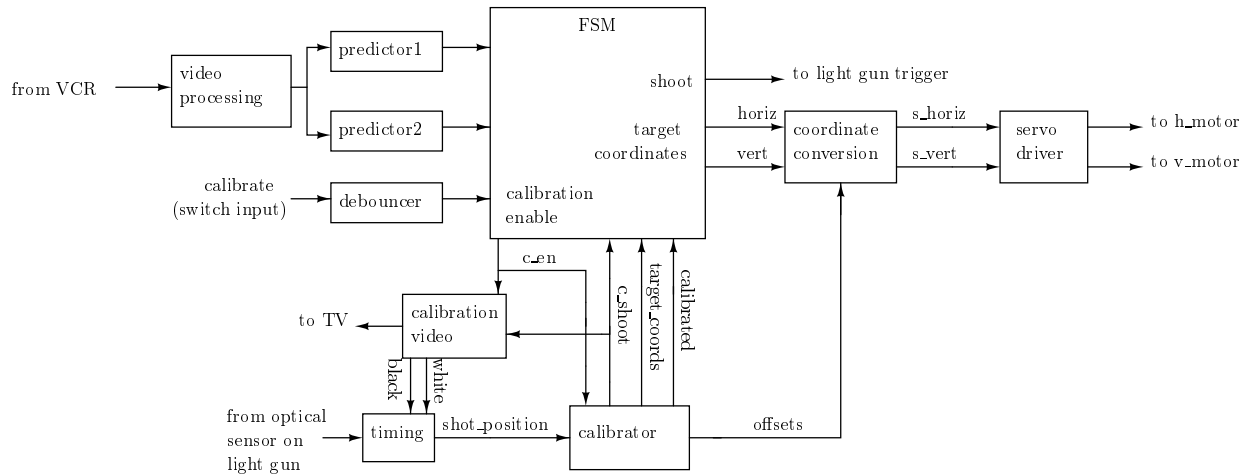 FSM
from VCR
video
processing
predictor1
predictor2
calibrate
(switch input)
debouncer
calibration
enable
shoot
target
coordinates
to light gun trigger
horiz
vert
coordinate
conversion
s_horiz
s_vert
servo
driver
to h_motor
to v_motor
c_en
c_shoot
target_coords
calibrated
to TV
calibration
video
black
white
from optical
sensor on
light gun
timing
shot_position
calibrator
offsets